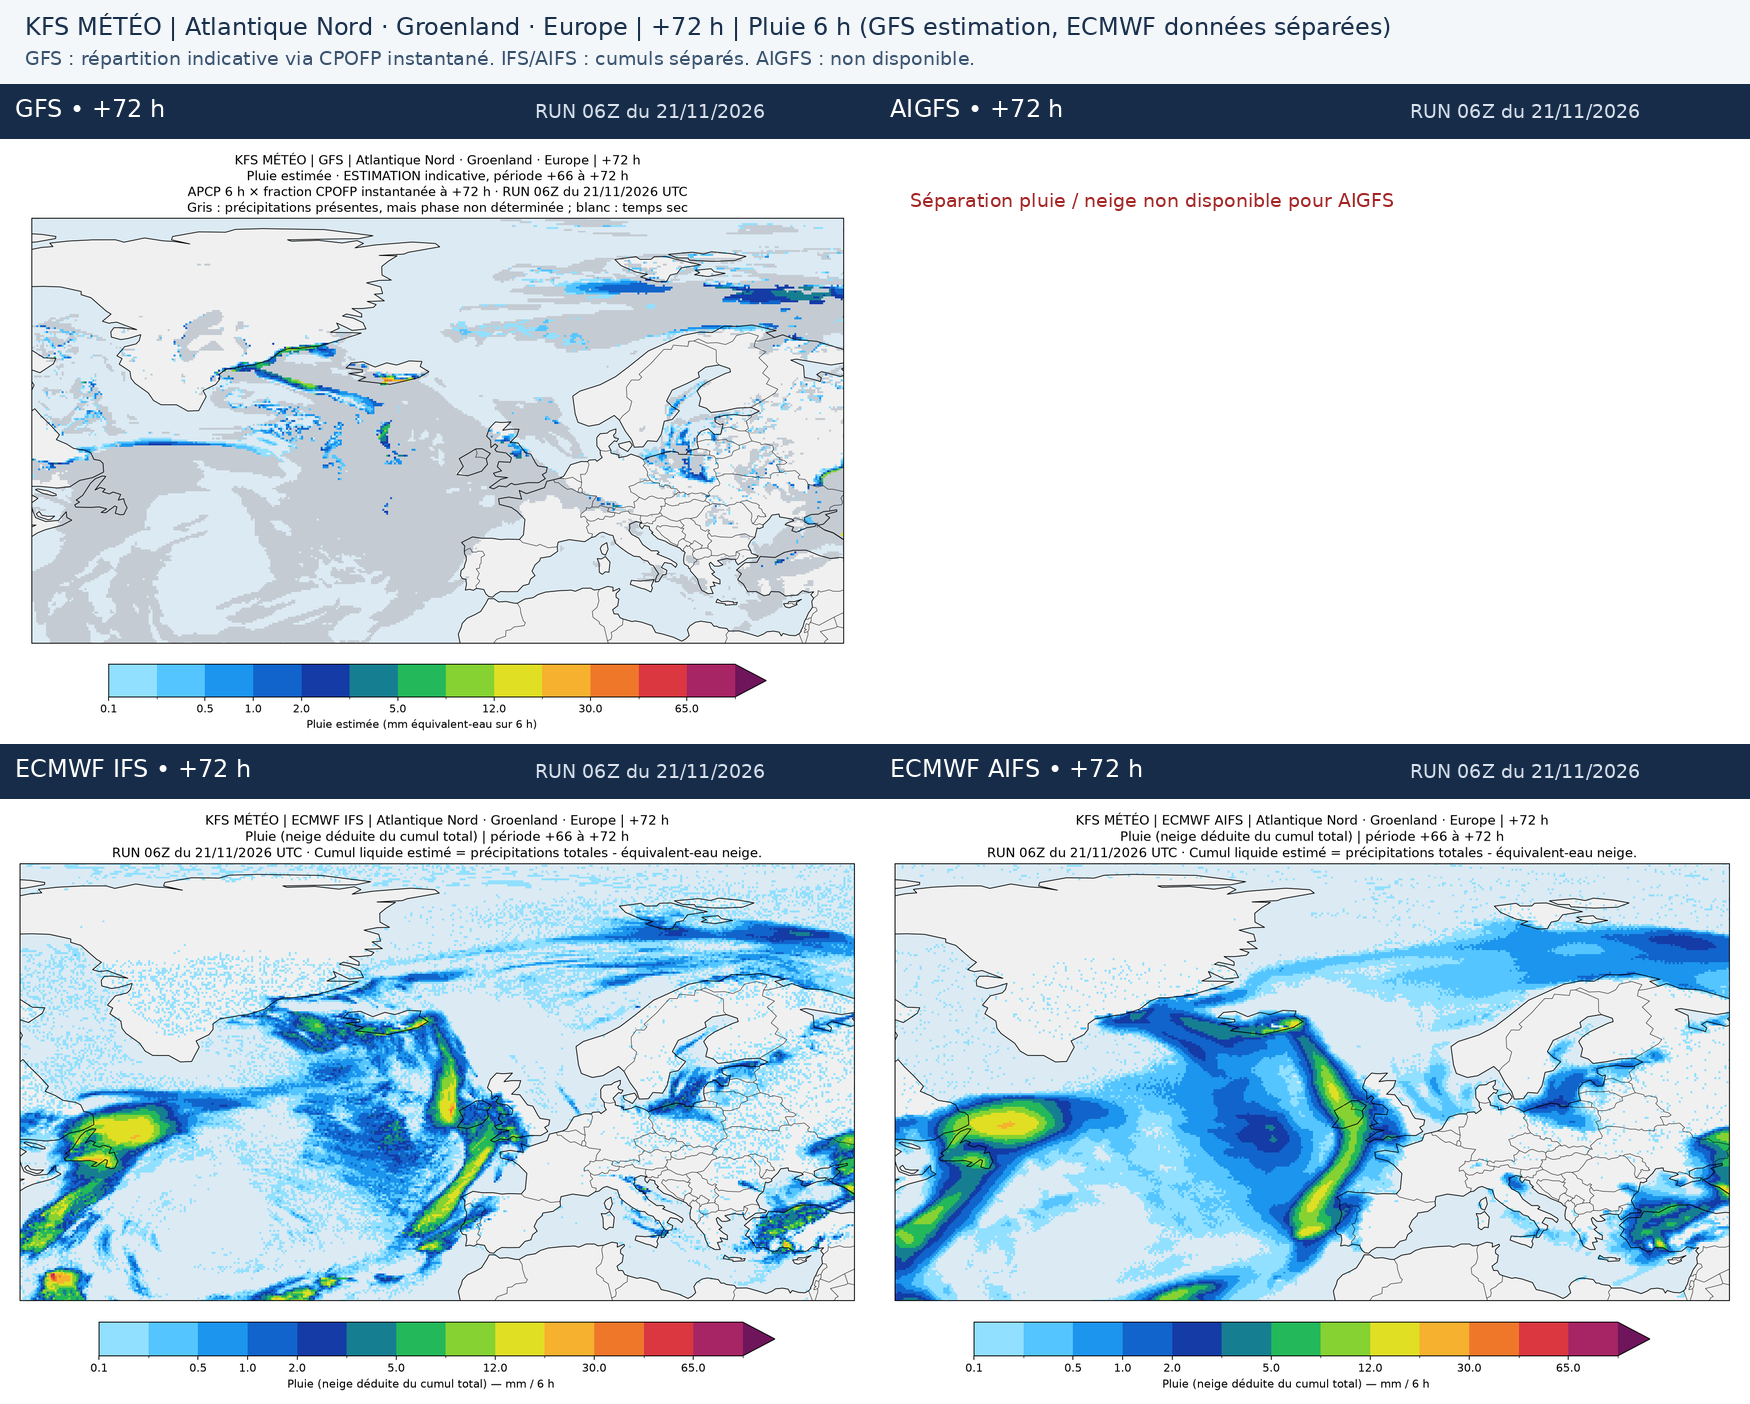 KFS MÉTÉO | Atlantique Nord · Groenland · Europe | +72 h | Pluie 6 h (GFS estimation, ECMWF données séparées)
GFS : répartition indicative via CPOFP instantané. IFS/AIFS : cumuls séparés. AIGFS : non disponible.
GFS • +72 h
RUN 06Z du 21/11/2026
AIGFS • +72 h
RUN 06Z du 21/11/2026
KFS MÉTÉO | GFS | Atlantique Nord · Groenland · Europe | +72 h
Pluie estimée · ESTIMATION indicative, période +66 à +72 h
APCP 6 h × fraction CPOFP instantanée à +72 h · RUN 06Z du 21/11/2026 UTC
Gris : précipitations présentes, mais phase non déterminée ; blanc : temps sec
Séparation pluie / neige non disponible pour AIGFS
0.1 0.5 1.0 2.0 5.0 12.0 30.0 65.0
Pluie estimée (mm équivalent-eau sur 6 h)
ECMWF IFS • +72 h
RUN 06Z du 21/11/2026
ECMWF AIFS • +72 h
RUN 06Z du 21/11/2026
KFS MÉTÉO | ECMWF IFS | Atlantique Nord · Groenland · Europe | +72 h
Pluie (neige déduite du cumul total) | période +66 à +72 h
RUN 06Z du 21/11/2026 UTC · Cumul liquide estimé = précipitations totales - équivalent-eau neige.
KFS MÉTÉO | ECMWF AIFS | Atlantique Nord · Groenland · Europe | +72 h
Pluie (neige déduite du cumul total) | période +66 à +72 h
RUN 06Z du 21/11/2026 UTC · Cumul liquide estimé = précipitations totales - équivalent-eau neige.
0.1 0.5 1.0 2.0 5.0 12.0 30.0 65.0
Pluie (neige déduite du cumul total) — mm / 6 h
0.1 0.5 1.0 2.0 5.0 12.0 30.0 65.0
Pluie (neige déduite du cumul total) — mm / 6 h